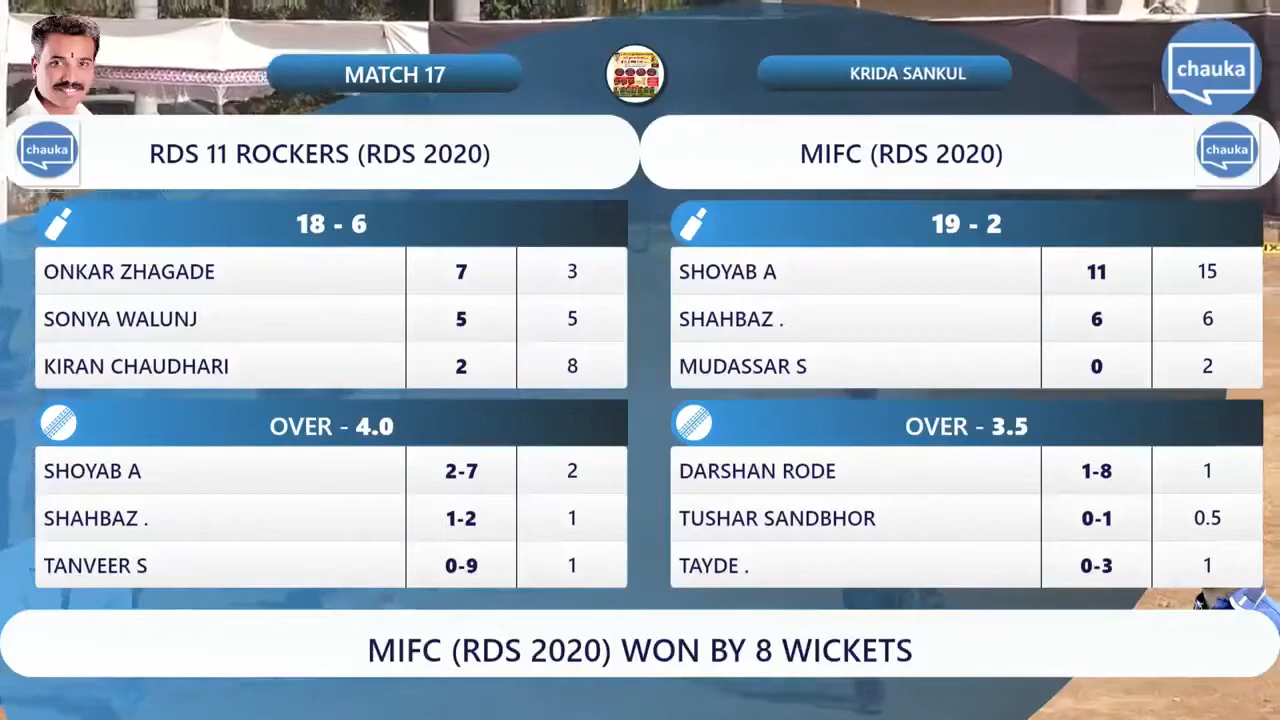 MATCH 17
KRIDA SANKUL
chauka
chauka
RDS 11 ROCKERS (RDS 2020)
MIFC (RDS 2020)
chauka
18 - 6
ONKAR ZHAGADE 7 3
SONYA WALUNJ 5 5
KIRAN CHAUDHARI 2 8
19 - 2
SHOYAB A 11 15
SHAHBAZ . 6 6
MUDASSAR S 0 2
OVER - 4.0
SHOYAB A 2-7 2
SHAHBAZ . 1-2 1
TANVEER S 0-9 1
OVER - 3.5
DARSHAN RODE 1-8 1
TUSHAR SANDBHOR 0-1 0.5
TAYDE . 0-3 1
MIFC (RDS 2020) WON BY 8 WICKETS